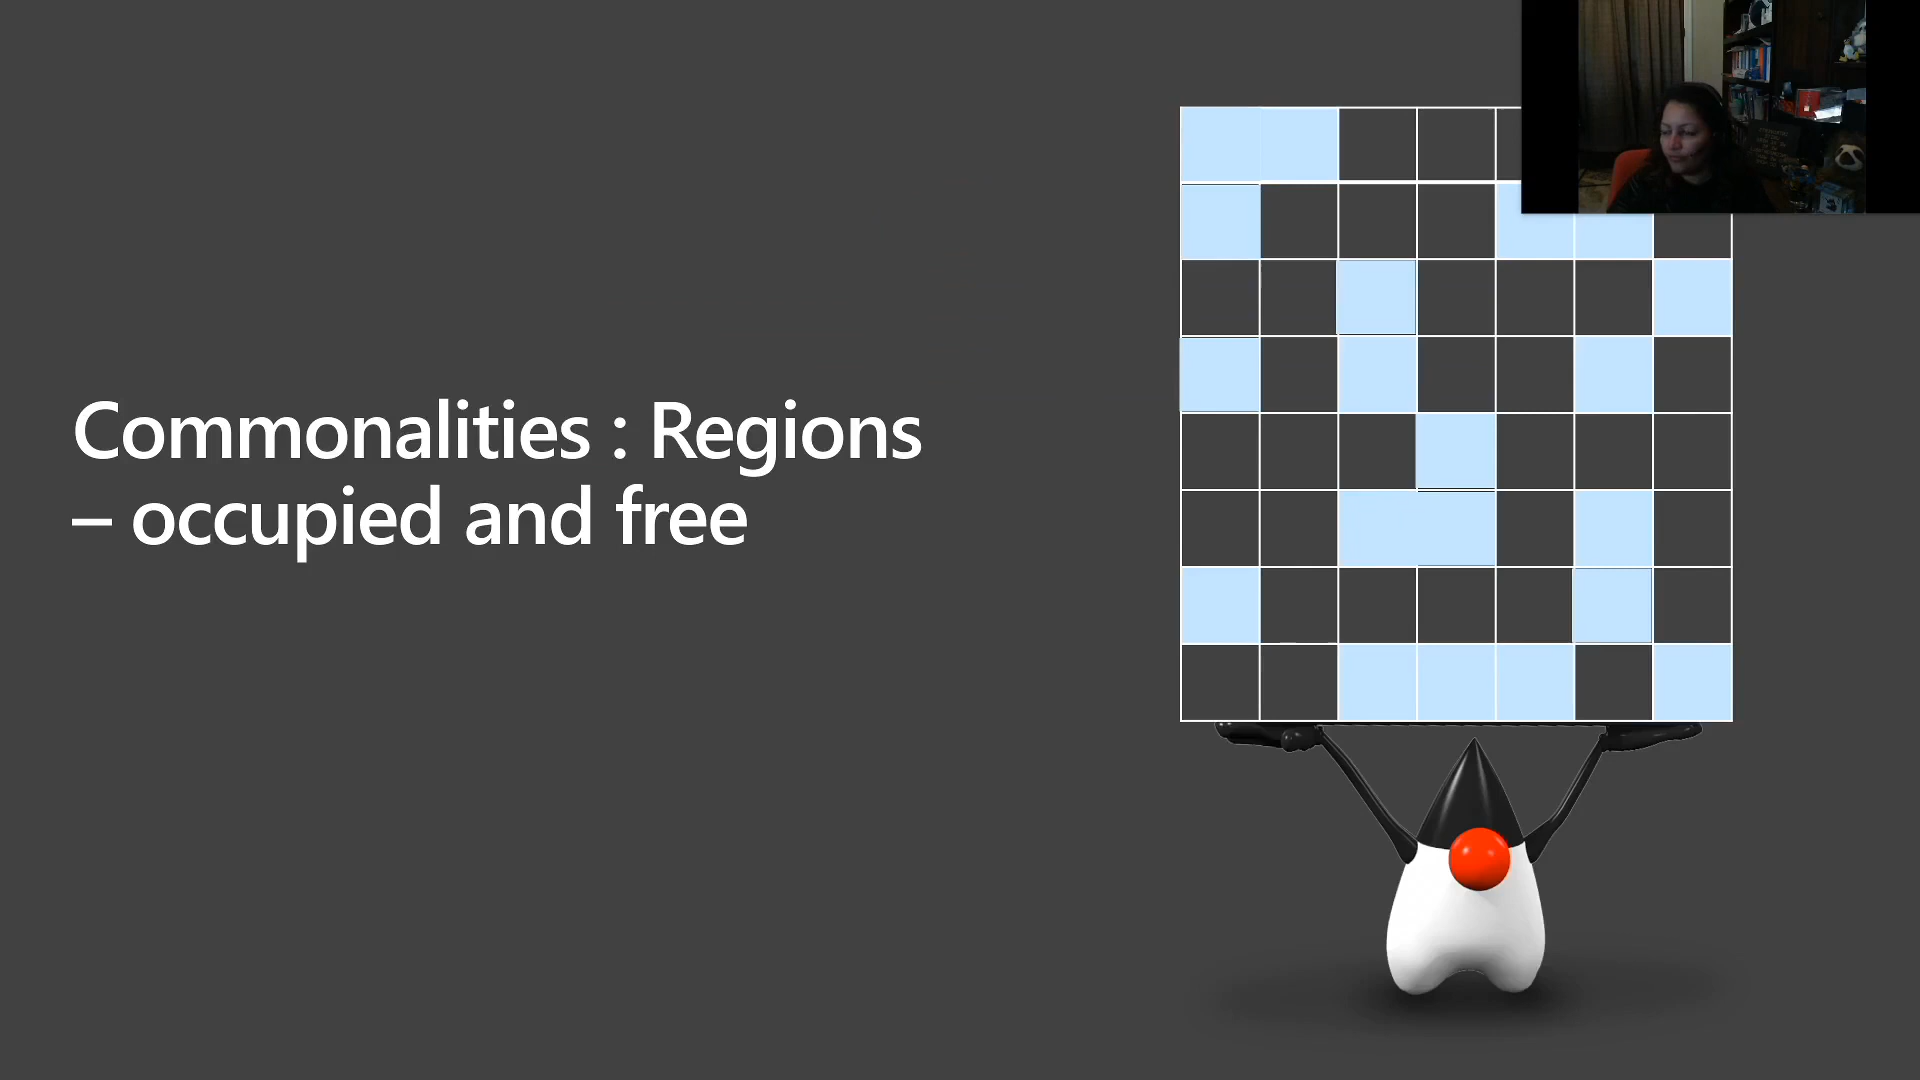 Commonalities : Regions
– occupied and free